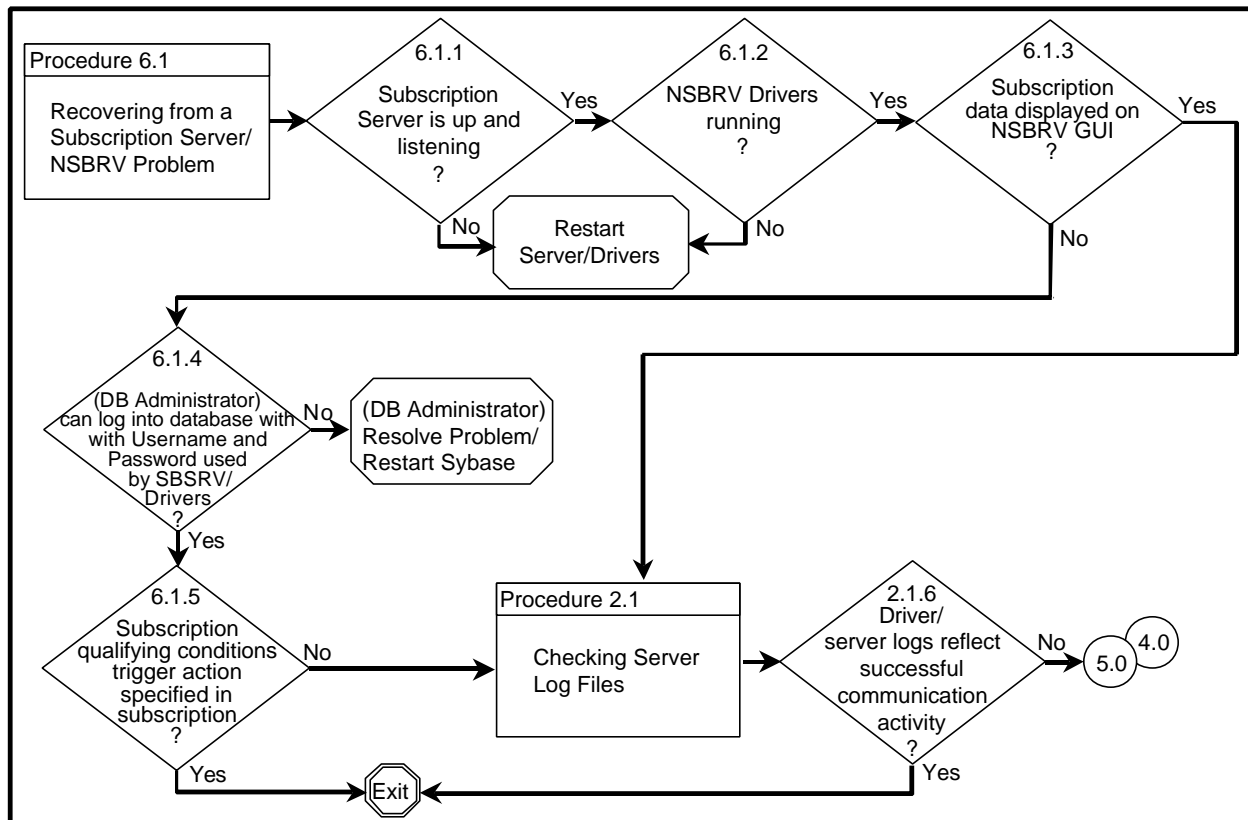 Procedure 6.1
Recovering from a
Subscription Server/
NSBRV Problem
6.1.1
Subscription
Server is up and
listening
?
Yes
No
6.1.2
NSBRV Drivers
running
?
Yes
No
6.1.3
Subscription
data displayed on
NSBRV GUI
?
Yes
No
Restart
Server/Drivers
6.1.4
(DB Administrator)
can log into database with
with Username and
Password used
by SBSRV/
Drivers
?
No
Yes
(DB Administrator)
Resolve Problem/
Restart Sybase
6.1.5
Subscription
qualifying conditions
trigger action
specified in
subscription
?
No
Yes
Procedure 2.1
Checking Server
Log Files
2.1.6
Driver/
server logs reflect
successful
communication
activity
?
No
Yes
5.0
4.0
Exit